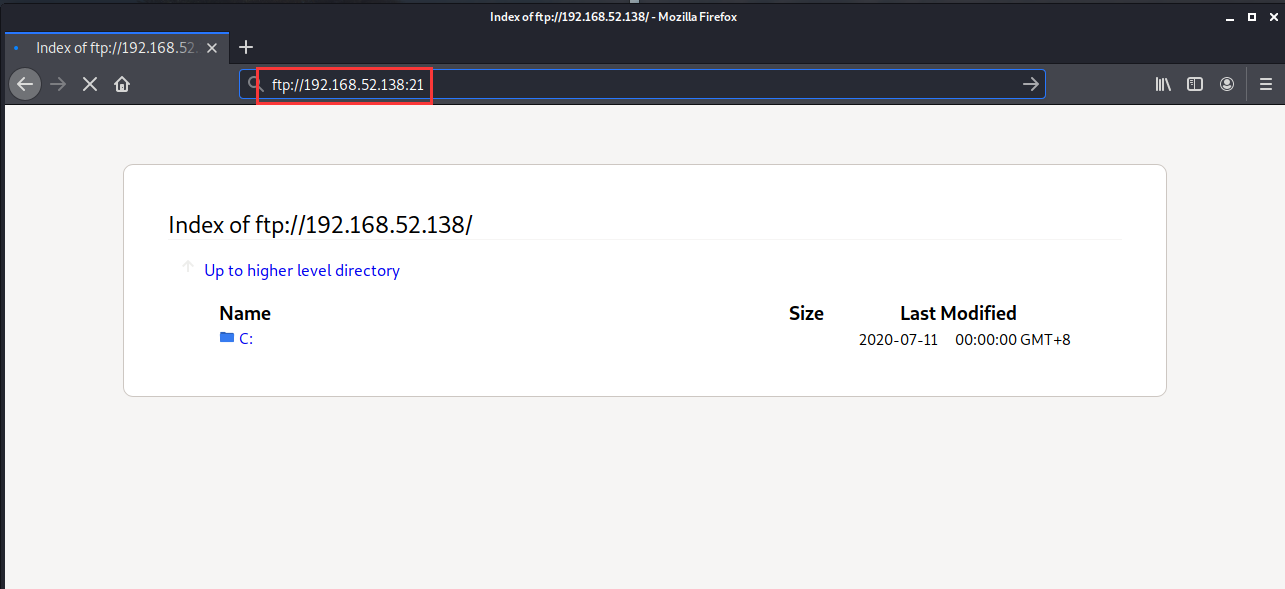 Index of ftp://192.168.52.138/ - Mozilla Firefox
Index of ftp://192.168.52.
ftp://192.168.52.138:21
Index of ftp://192.168.52.138/
Up to higher level directory
Name Size Last Modified
C: 2020-07-11 00:00:00 GMT+8